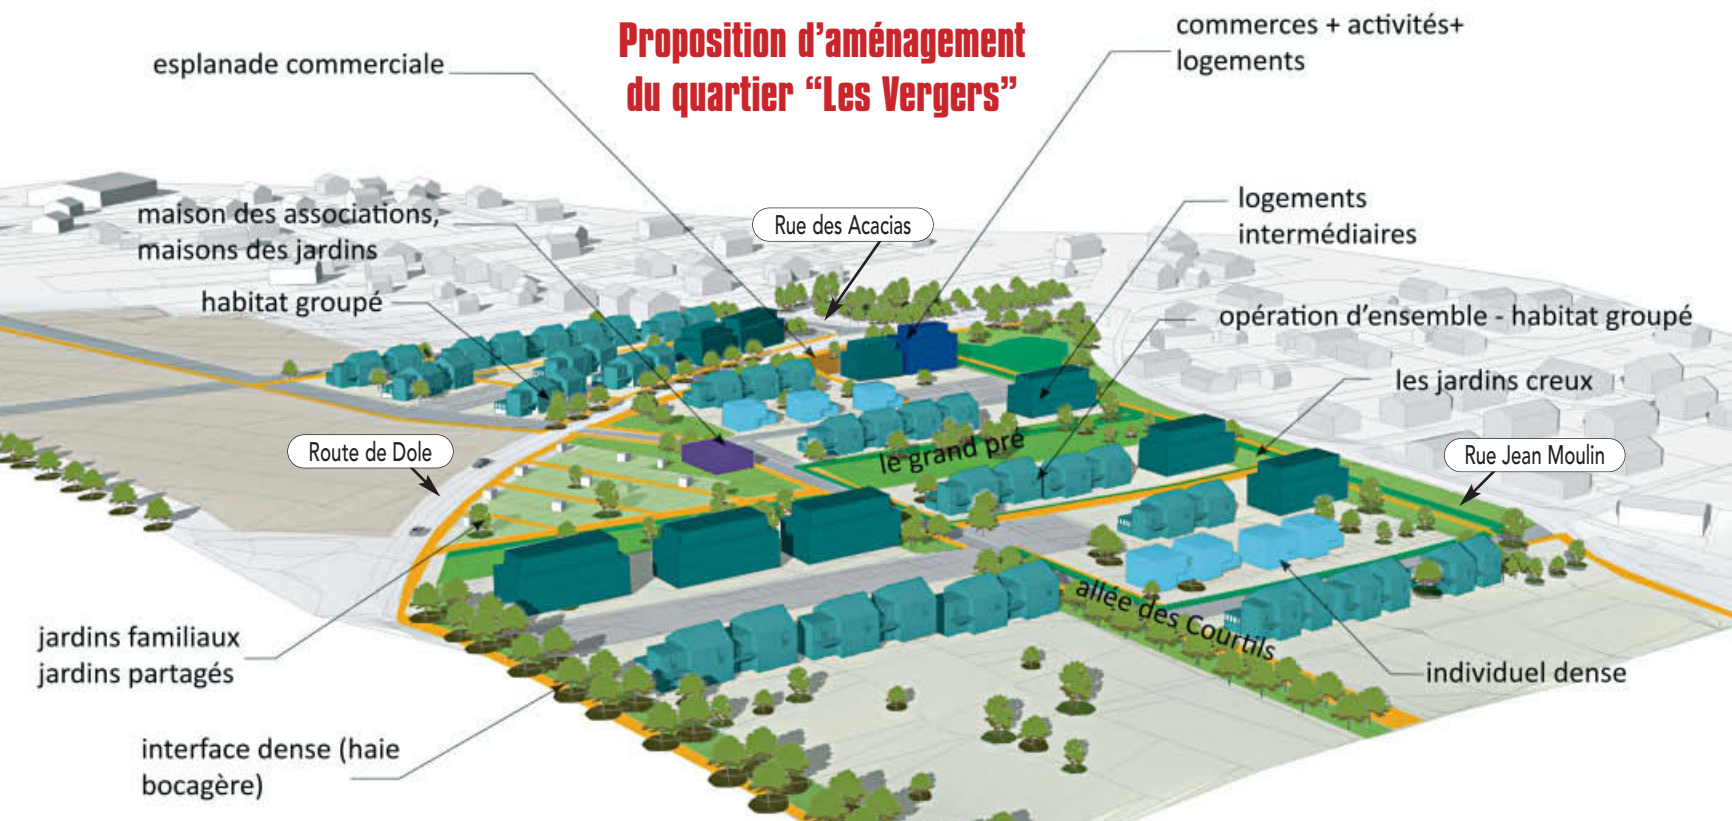 Proposition d'aménagement
du quartier “Les Vergers”
commerces + activités+
logements
esplanade commerciale
maison des associations,
maisons des jardins
Rue des Acacias
logements
intermédiaires
habitat groupé
opération d'ensemble - habitat groupé
les jardins creux
Route de Dole
le grand pré
Rue Jean Moulin
allée des Courtils
jardins familiaux
jardins partagés
individuel dense
interface dense (haie
bocagère)